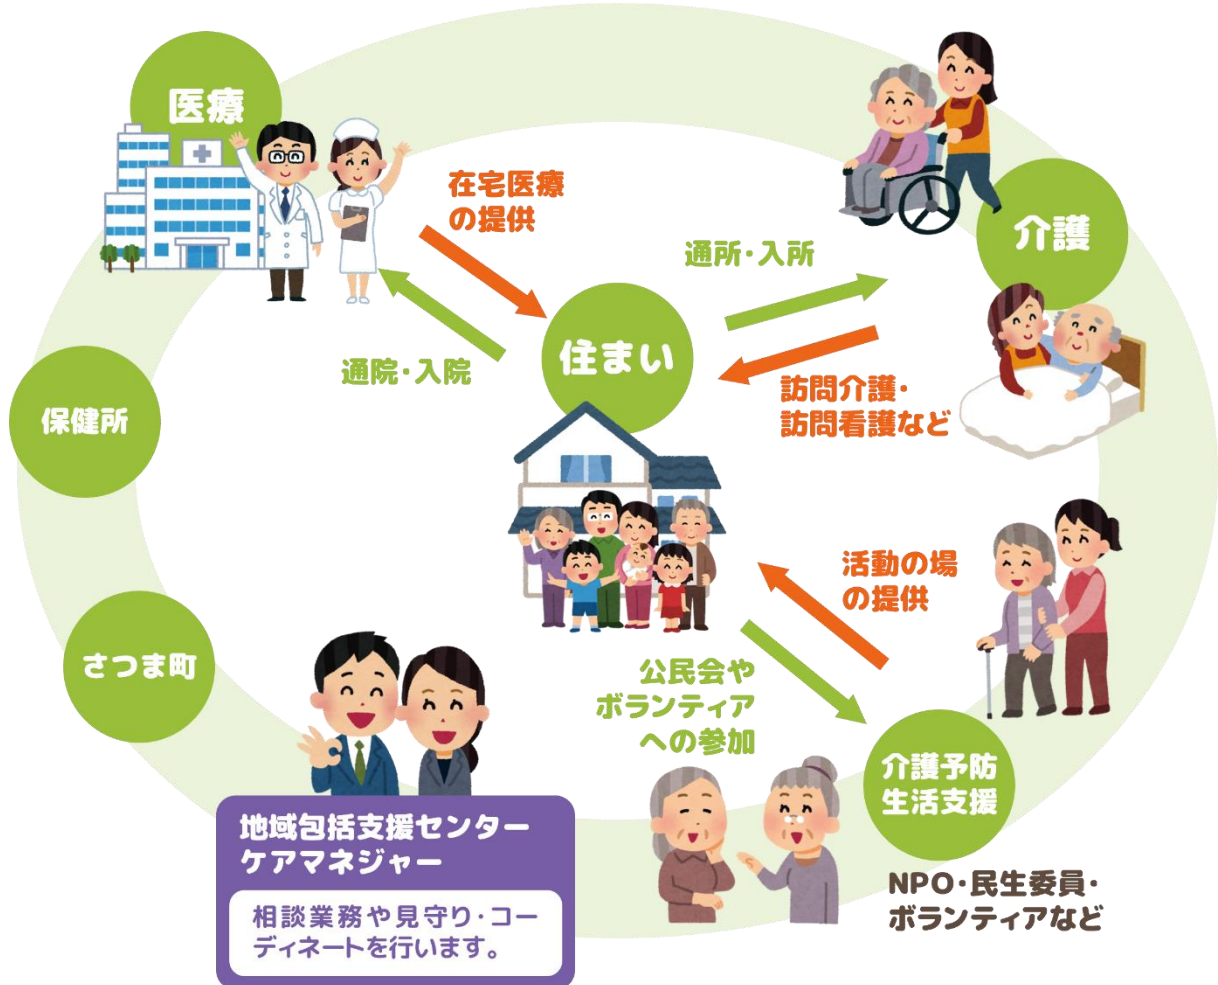 医療
在宅医療
の提供
通院・入院
通所・入所
介護
訪問介護・
訪問看護など
住まい
保健所
さつま町
活動の場
の提供
公民会や
ボランティア
への参加
介護予防
生活支援
NPO・民生委員・
ボランティアなど
地域包括支援センター
ケアマネジャー
相談業務や見守り・コー
ディネートを行います。